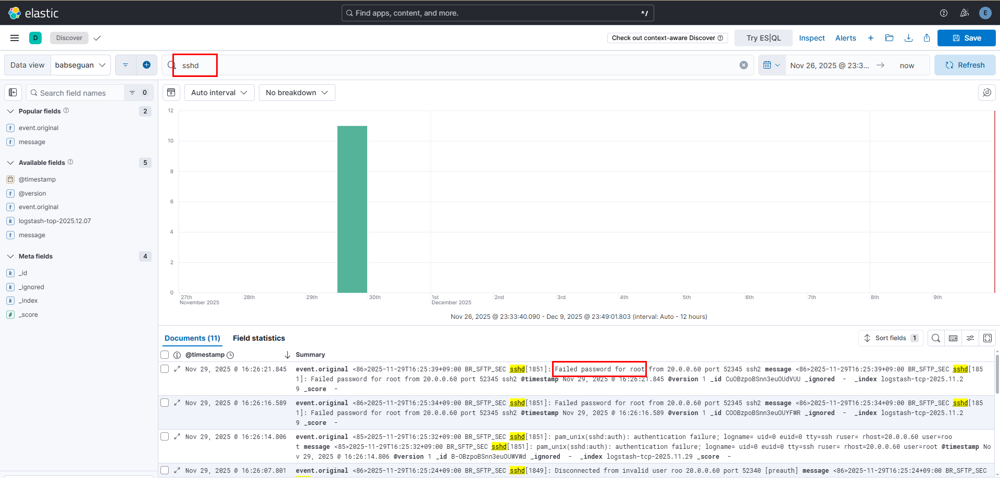 elastic
Find apps, content, and more.
^/
E
D
Discover
Check out context-aware Discover
Try ES|QL
Inspect
Alerts
Save
Data view
babseguan
sshd
Nov 26, 2025 @ 23:3...
now
Refresh
Search field names
0
Auto interval
No breakdown
Popular fields
2
t event.original
t message
Available fields
5
@timestamp
t @version
t event.original
k logstash-top-2025.12.07
t message
Meta fields
4
k _id
k _ignored
k _index
# _score
12
10
8
6
4
2
0
27th
November 2025
28th
29th
30th
1st
December 2025
2nd
3rd
4th
5th
6th
7th
8th
9th
Nov 26, 2025 @ 23:33:40.090 - Dec 9, 2025 @ 23:49:01.803 (interval: Auto - 12 hours)
Documents (11)
Field statistics
Sort fields 1
@timestamp
Summary
Nov 29, 2025 @ 16:26:21.845
event.original <86>2025-11-29T16:25:39+09:00 BR_SFTP_SEC sshd[1851]: Failed password for root from 20.0.0.60 port 52345 ssh2 message <86>2025-11-29T16:25:39+09:00 BR_SFTP_SEC sshd[185
1]: Failed password for root from 20.0.0.60 port 52345 ssh2 @timestamp Nov 29, 2025 @ 16:26:21.845 @version 1 _id CuOBzpoBSnn3euOUdVUU _ignored - _index logstash-tcp-2025.11.2
9 _score -
Nov 29, 2025 @ 16:26:16.589
event.original <86>2025-11-29T16:25:34+09:00 BR_SFTP_SEC sshd[1851]: Failed password for root from 20.0.0.60 port 52345 ssh2 message <86>2025-11-29T16:25:34+09:00 BR_SFTP_SEC sshd[185
1]: Failed password for root from 20.0.0.60 port 52345 ssh2 @timestamp Nov 29, 2025 @ 16:26:16.589 @version 1 _id COOBzpoBSnn3euOUYFWR _ignored - _index logstash-tcp-2025.11.2
9 _score -
Nov 29, 2025 @ 16:26:14.806
event.original <85>2025-11-29T16:25:32+09:00 BR_SFTP_SEC sshd[1851]: pam_unix(sshd:auth): authentication failure; logname= uid=0 euid=0 tty=ssh ruser= rhost=20.0.0.60 user=roo
t message <85>2025-11-29T16:25:32+09:00 BR_SFTP_SEC sshd[1851]: pam_unix(sshd:auth): authentication failure; logname= uid=0 euid=0 tty=ssh ruser= rhost=20.0.0.60 user=root @timestamp No
v 29, 2025 @ 16:26:14.806 @version 1 _id B-OBzpoBSnn3euOUWVWd _ignored - _index logstash-tcp-2025.11.29 _score -
Nov 29, 2025 @ 16:26:07.801
event.original <86>2025-11-29T16:25:24+09:00 BR_SFTP_SEC sshd[1849]: Disconnected from invalid user roo 20.0.0.60 port 52340 [preauth] message <86>2025-11-29T16:25:24+09:00 BR_SFTP_SEC